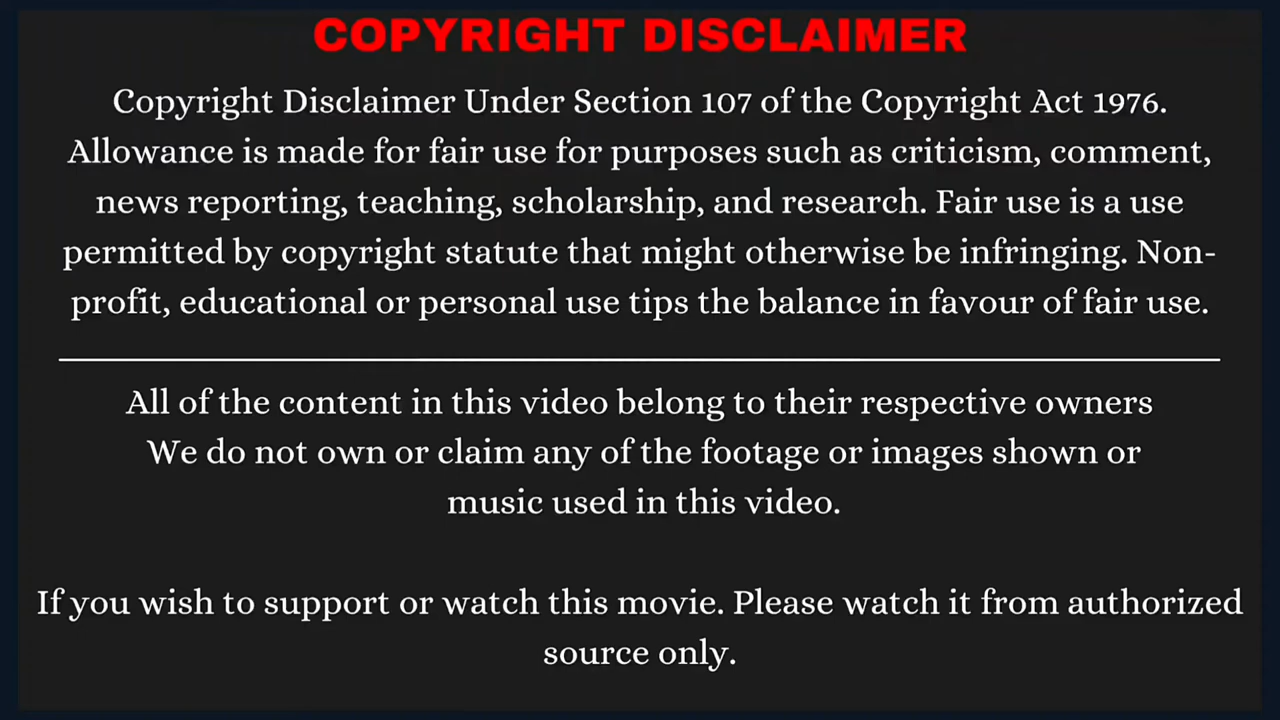 COPYRIGHT DISCLAIMER
Copyright Disclaimer Under Section 107 of the Copyright Act 1976.
Allowance is made for fair use for purposes such as criticism, comment,
news reporting, teaching, scholarship, and research. Fair use is a use
permitted by copyright statute that might otherwise be infringing. Non-
profit, educational or personal use tips the balance in favour of fair use.
All of the content in this video belong to their respective owners
We do not own or claim any of the footage or images shown or
music used in this video.
If you wish to support or watch this movie. Please watch it from authorized
source only.